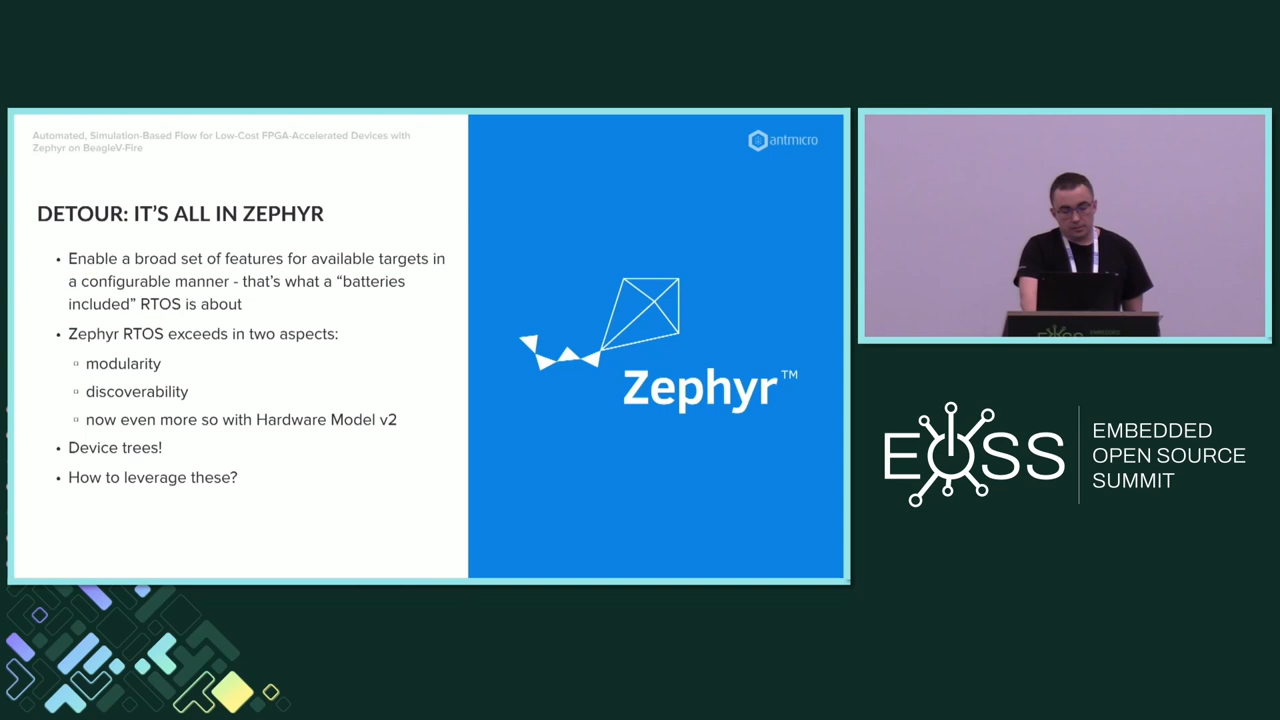 Automated, Simulation-Based Flow for Low-Cost FPGA-Accelerated Devices with
Zephyr on BeagleV-Fire
antmicro
DETOUR: IT'S ALL IN ZEPHYR
• Enable a broad set of features for available targets in
a configurable manner - that's what a “batteries
included” RTOS is about
• Zephyr RTOS exceeds in two aspects:
▫ modularity
▫ discoverability
▫ now even more so with Hardware Model v2
• Device trees!
• How to leverage these?
Zephyr™
EOSS
EMBEDDED
OPEN SOURCE
SUMMIT